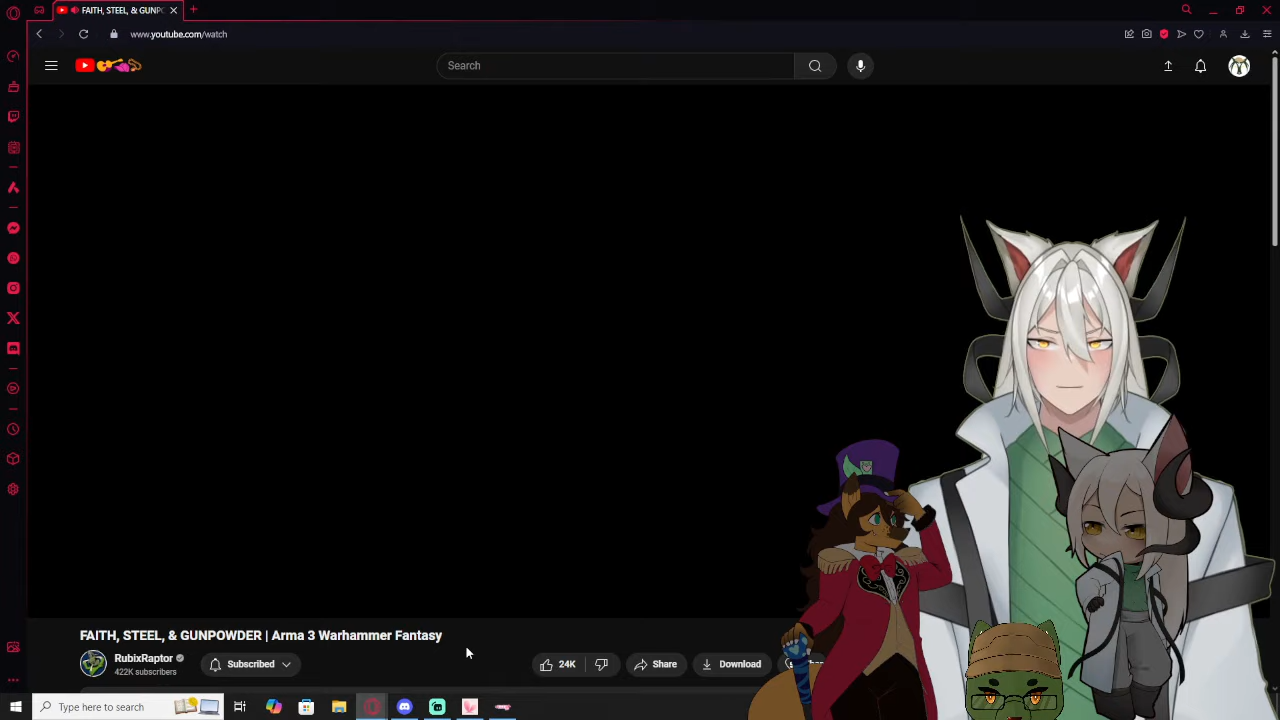 FAITH, STEEL, & GUNPO
www.youtube.com/watch
Search
FAITH, STEEL, & GUNPOWDER | Arma 3 Warhammer Fantasy
RubixRaptor
422K subscribers
Subscribed
24K
Share
Download
Type here to search